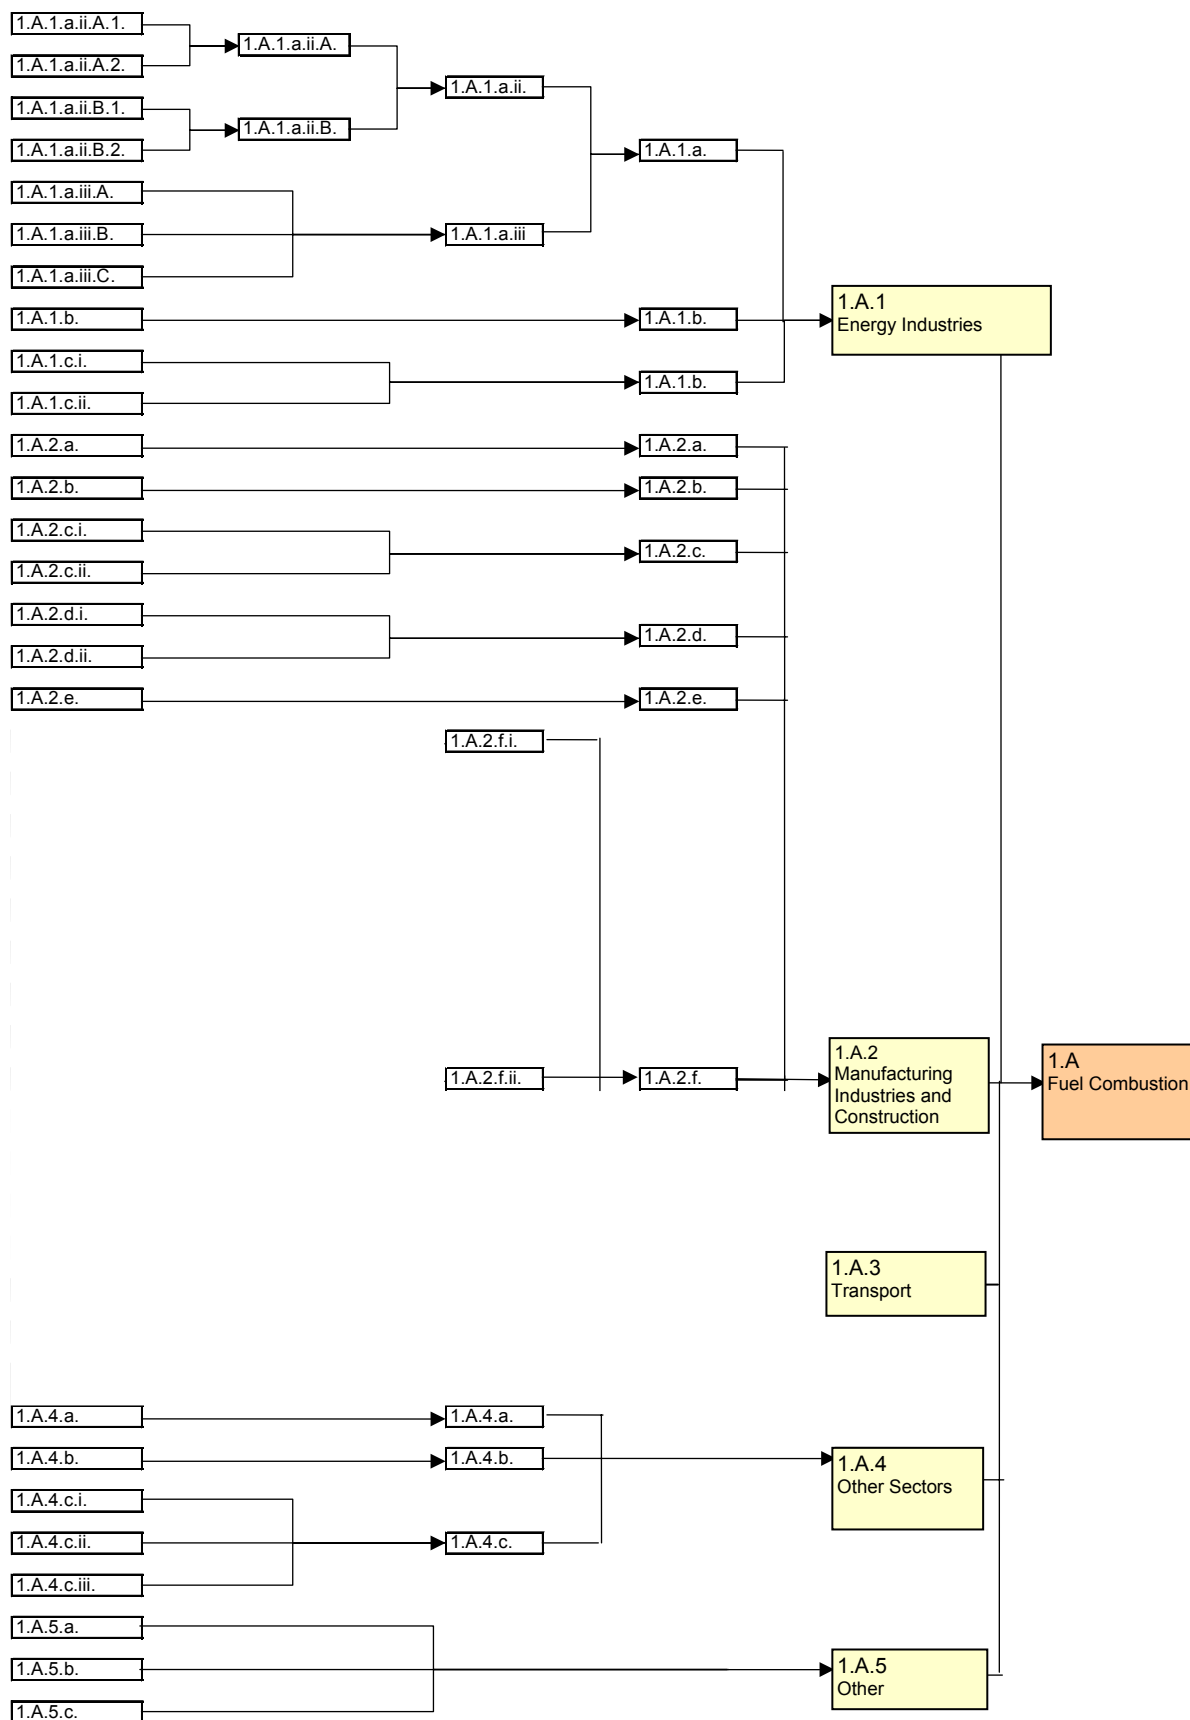 1.A.1.a.ii.A.1.
1.A.1.a.ii.A.
1.A.1.a.ii.A.2.
1.A.1.a.ii.
1.A.1.a.ii.B.1.
1.A.1.a.ii.B.
1.A.1.a.ii.B.2.
1.A.1.a.
1.A.1.a.iii.A.
1.A.1.a.iii.B.
1.A.1.a.iii
1.A.1.a.iii.C.
1.A.1
Energy Industries
1.A.1.b.
1.A.1.b.
1.A.1.c.i.
1.A.1.b.
1.A.1.c.ii.
1.A.2.a.
1.A.2.a.
1.A.2.b.
1.A.2.b.
1.A.2.c.i.
1.A.2.c.
1.A.2.c.ii.
1.A.2.d.i.
1.A.2.d.
1.A.2.d.ii.
1.A.2.e.
1.A.2.e.
1.A.2.f.i.
1.A.2.f.ii.
1.A.2.f.
1.A.2
Manufacturing
Industries and
Construction
1.A
Fuel Combustion
1.A.3
Transport
1.A.4.a.
1.A.4.a.
1.A.4.b.
1.A.4.b.
1.A.4
Other Sectors
1.A.4.c.i.
1.A.4.c.ii.
1.A.4.c.
1.A.4.c.iii.
1.A.5.a.
1.A.5.b.
1.A.5
Other
1.A.5.c.